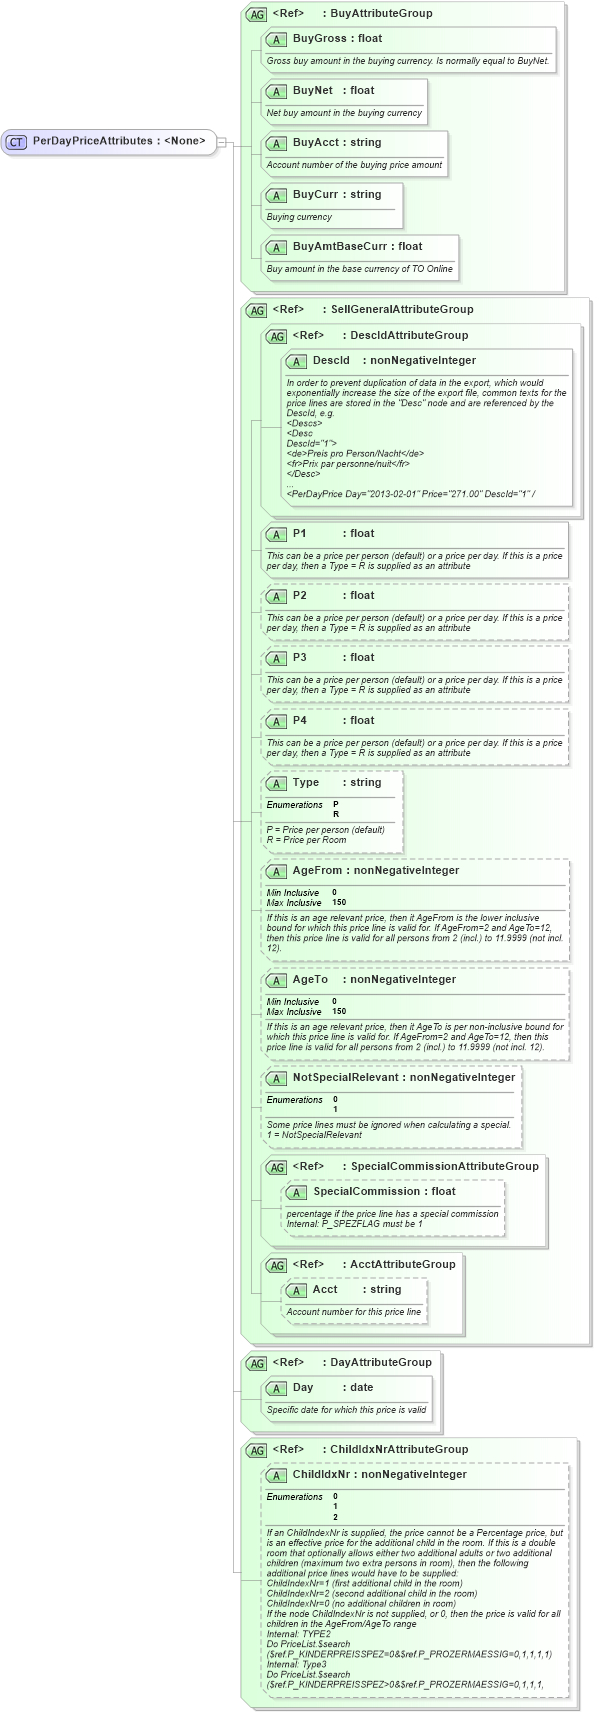 AG <Ref> : BuyAttributeGroup
A BuyGross : float
Gross buy amount in the buying currency. Is normally equal to BuyNet.
A BuyNet : float
Net buy amount in the buying currency
CT PerDayPriceAttributes : <None>
A BuyAcct : string
Account number of the buying price amount
A BuyCurr : string
Buying currency
A BuyAmtBaseCurr : float
Buy amount in the base currency of TO Online
AG <Ref> : SellGeneralAttributeGroup
AG <Ref> : DescIdAttributeGroup
A DescId : nonNegativeInteger
In order to prevent duplication of data in the export, which would
exponentially increase the size of the export file, common texts for the
price lines are stored in the "Desc" node and are referenced by the
DescId, e.g.
<Descs>
<Desc
DescId="1">
<de>Preis pro Person/Nacht</de>
<fr>Prix par personne/nuit</fr>
</Desc>
...
<PerDayPrice Day="2013-02-01" Price="271.00" DescId="1" /
A P1 : float
This can be a price per person (default) or a price per day. If this is a price
per day, then a Type = R is supplied as an attribute
A P2 : float
This can be a price per person (default) or a price per day. If this is a price
per day, then a Type = R is supplied as an attribute
A P3 : float
This can be a price per person (default) or a price per day. If this is a price
per day, then a Type = R is supplied as an attribute
A P4 : float
This can be a price per person (default) or a price per day. If this is a price
per day, then a Type = R is supplied as an attribute
A Type : string
Enumerations P
R
P = Price per person (default)
R = Price per Room
A AgeFrom : nonNegativeInteger
Min Inclusive 0
Max Inclusive 150
If this is an age relevant price, then it AgeFrom is the lower inclusive
bound for which this price line is valid for. If AgeFrom=2 and AgeTo=12,
then this price line is valid for all persons from 2 (incl.) to 11.9999 (not incl.
12).
A AgeTo : nonNegativeInteger
Min Inclusive 0
Max Inclusive 150
If this is an age relevant price, then it AgeTo is per non-inclusive bound for
which this price line is valid for. If AgeFrom=2 and AgeTo=12, then this
price line is valid for all persons from 2 (incl.) to 11.9999 (not incl. 12).
A NotSpecialRelevant : nonNegativeInteger
Enumerations 0
1
Some price lines must be ignored when calculating a special.
1 = NotSpecialRelevant
AG <Ref> : SpecialCommissionAttributeGroup
A SpecialCommission : float
percentage if the price line has a special commission
Internal: P_SPEZFLAG must be 1
AG <Ref> : AcctAttributeGroup
A Acct : string
Account number for this price line
AG <Ref> : DayAttributeGroup
A Day : date
Specific date for which this price is valid
AG <Ref> : ChildIdxNrAttributeGroup
A ChildIdxNr : nonNegativeInteger
Enumerations 0
1
2
If an ChildIndexNr is supplied, the price cannot be a Percentage price, but
is an effective price for the additional child in the room. If this is a double
room that optionally allows either two additional adults or two additional
children (maximum two extra persons in room), then the following
additional price lines would have to be supplied:
ChildIndexNr=1 (first additional child in the room)
ChildIndexNr=2 (second additional child in the room)
ChildIndexNr=0 (no additional children in room)
If the node ChildIndexNr is not supplied, or 0, then the price is valid for all
children in the AgeFrom/AgeTo range
Internal: TYPE2
Do PriceList.$search
($ref.P_KINDERPREISSPEZ=0&$ref.P_PROZERMAESSIG=0,1,1,1,1)
Internal: Type3
Do PriceList.$search
($ref.P_KINDERPREISSPEZ>0&$ref.P_PROZERMAESSIG=0,1,1,1,